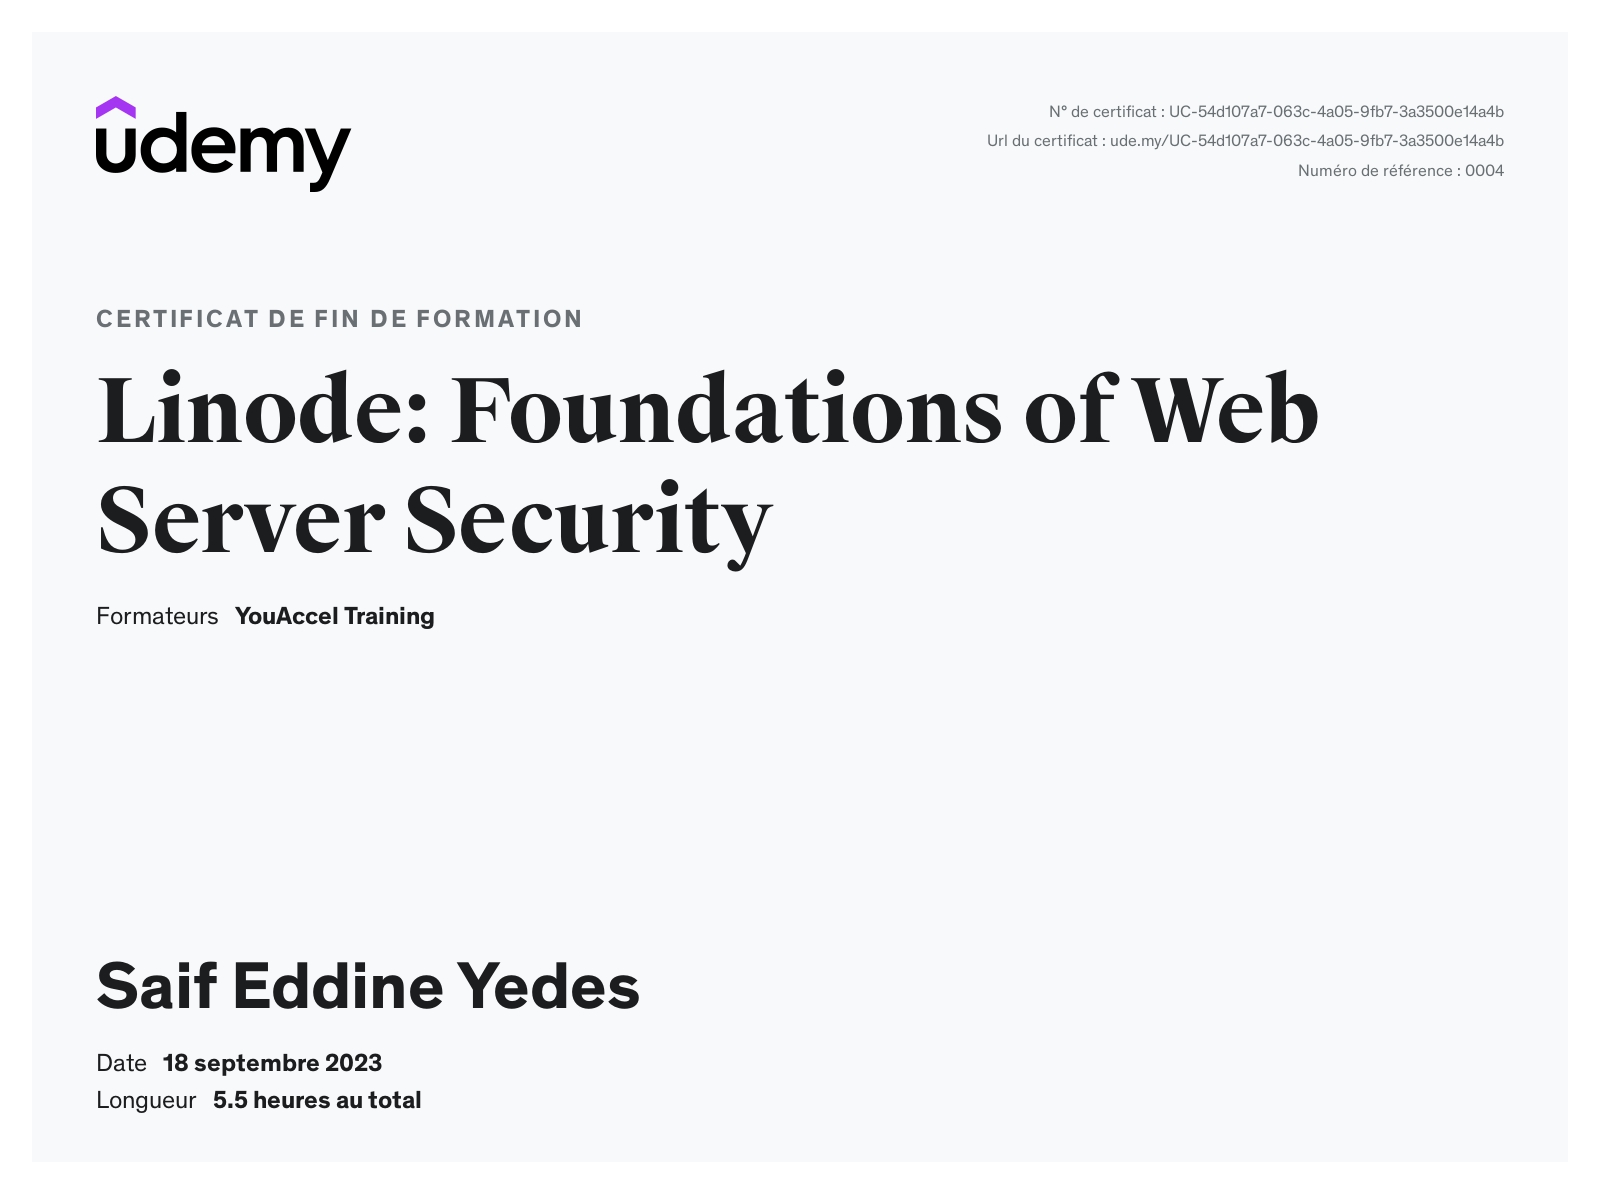 udemy
N° de certificat : UC-54d107a7-063c-4a05-9fb7-3a3500e14a4b
Url du certificat : ude.my/UC-54d107a7-063c-4a05-9fb7-3a3500e14a4b
Numéro de référence : 0004
CERTIFICAT DE FIN DE FORMATION
Linode: Foundations of Web
Server Security
Formateurs YouAccel Training
Saif Eddine Yedes
Date 18 septembre 2023
Longueur 5.5 heures au total